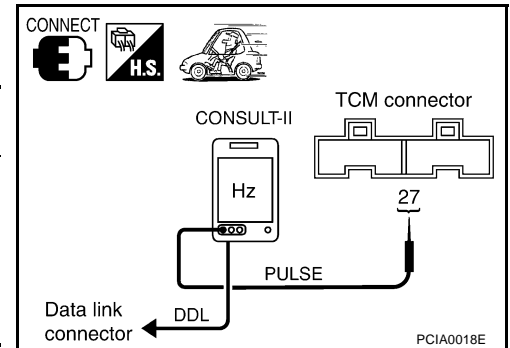 CONNECT
H.S.
TCM connector
CONSULT-II
Hz
27
PULSE
DDL
Data link
connector
PCIA0018E